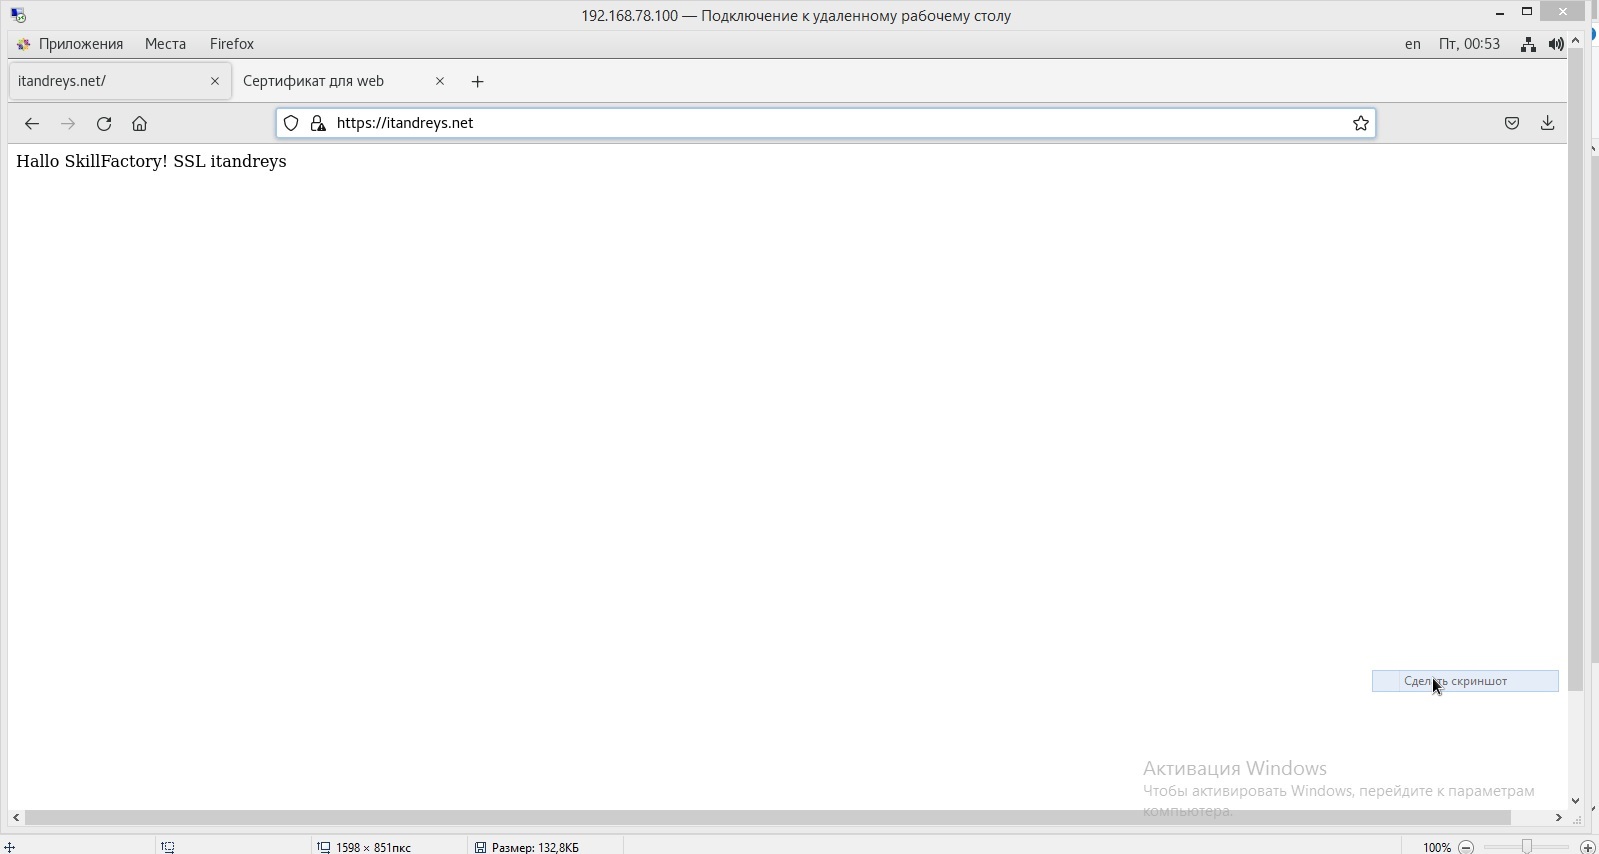 192.168.78.100 — Подключение к удаленному рабочему столу
Приложения Места Firefox en Пт, 00:53
itandreys.net/ Сертификат для web
https://itandreys.net
Hallo SkillFactory! SSL itandreys
Сделать скриншот
Активация Windows
Чтобы активировать Windows, перейдите к параметрам
компьютера.
1598 × 851пкс Размер: 132,8КБ 100%